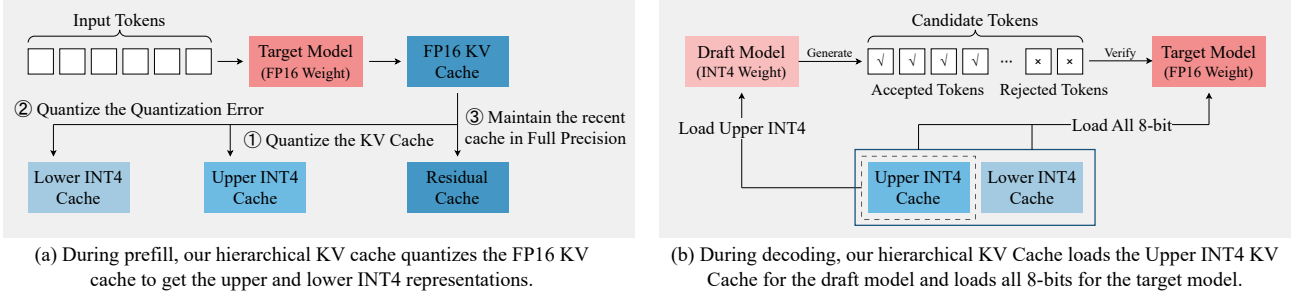 Input Tokens
Target Model
(FP16 Weight)
FP16 KV
Cache
② Quantize the Quantization Error
① Quantize the KV Cache
③ Maintain the recent
cache in Full Precision
Lower INT4
Cache
Upper INT4
Cache
Residual
Cache
(a) During prefill, our hierarchical KV cache quantizes the FP16 KV
cache to get the upper and lower INT4 representations.
Candidate Tokens
Draft Model
(INT4 Weight)
Generate
√ √ √ √ ... × ×
Verify
Target Model
(FP16 Weight)
Accepted Tokens
Rejected Tokens
Load Upper INT4
Load All 8-bit
Upper INT4
Cache
Lower INT4
Cache
(b) During decoding, our hierarchical KV Cache loads the Upper INT4 KV
Cache for the draft model and loads all 8-bits for the target model.